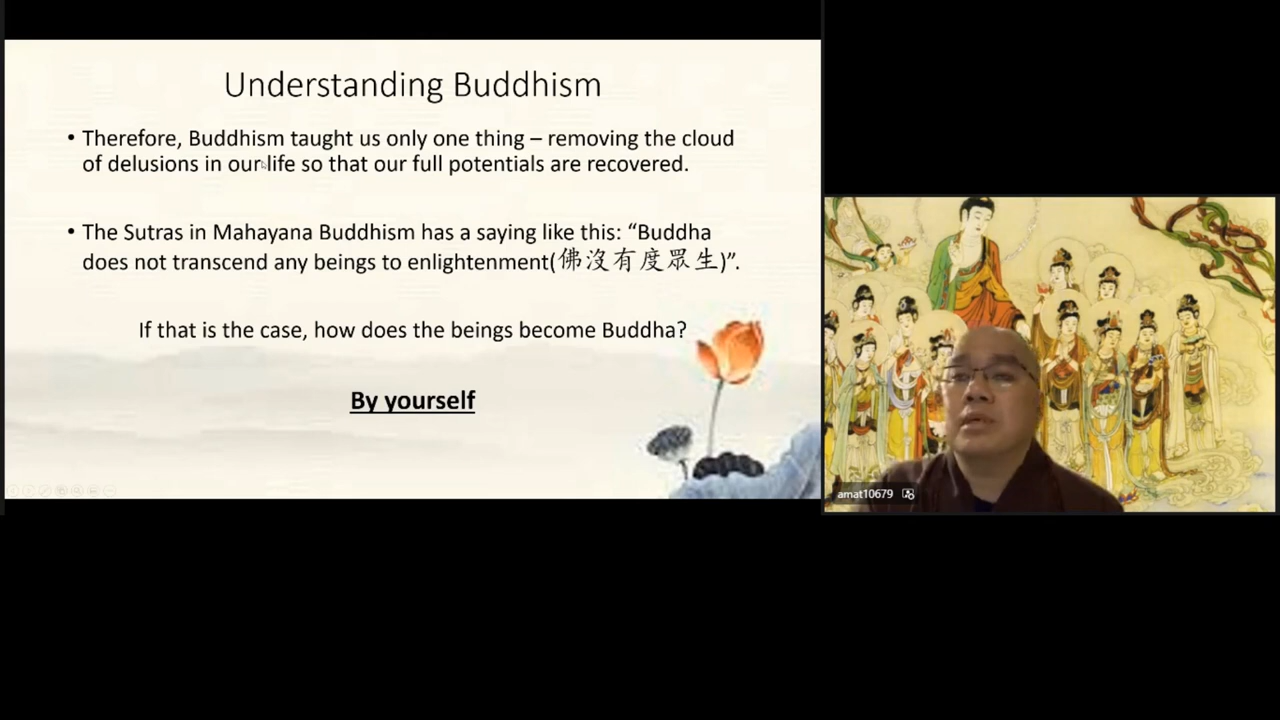 Understanding Buddhism
• Therefore, Buddhism taught us only one thing – removing the cloud
of delusions in our life so that our full potentials are recovered.
• The Sutras in Mahayana Buddhism has a saying like this: “Buddha
does not transcend any beings to enlightenment(佛沒有度眾生)”.
If that is the case, how does the beings become Buddha?
By yourself
amat10679